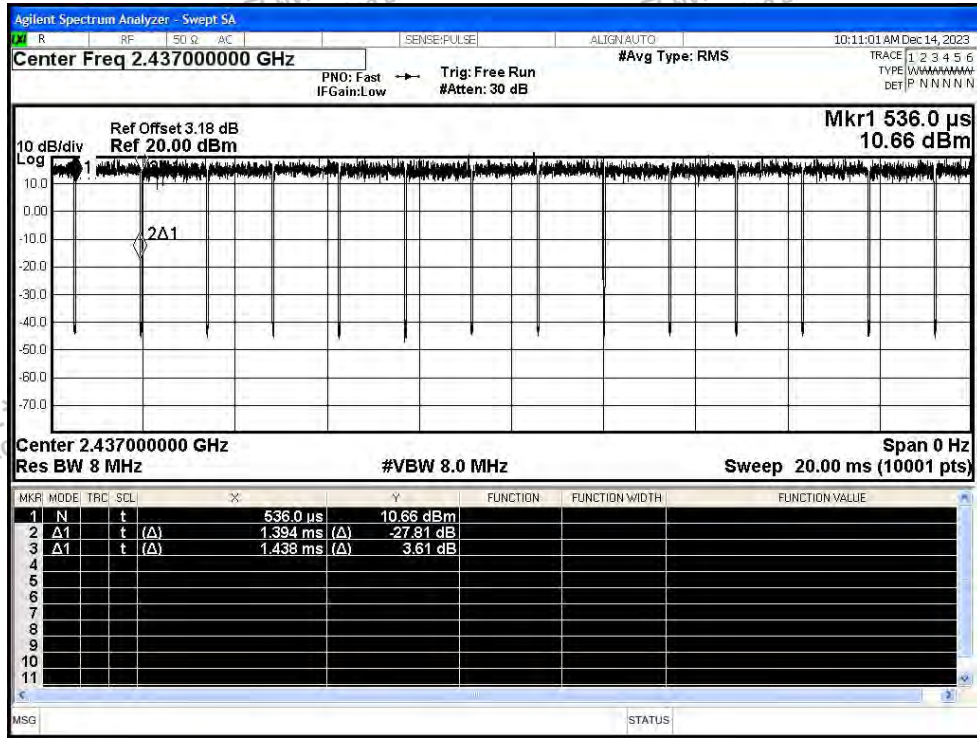 Agilent Spectrum Analyzer - Swept SA
LXI R RF 50 Ω AC SENSE:PULSE ALIGN AUTO 10:11:01 AM Dec 14, 2023
Center Freq 2.437000000 GHz #Avg Type: RMS TRACE 1 2 3 4 5 6
PNO: Fast Trig: Free Run TYPE WWWWWW
IFGain:Low #Atten: 30 dB DET P N N N N N
Mkr1 536.0 µs
Ref Offset 3.18 dB
10 dB/div Ref 20.00 dBm 10.66 dBm
Log
1
10.0
0.00
2Δ1
-10.0
-20.0
-30.0
-40.0
-50.0
-60.0
-70.0
Center 2.437000000 GHz Span 0 Hz
Res BW 8 MHz #VBW 8.0 MHz Sweep 20.00 ms (10001 pts)
MKR MODE TRC SCL X Y FUNCTION FUNCTION WIDTH FUNCTION VALUE
1 N t 536.0 µs 10.66 dBm
2 Δ1 t (Δ) 1.394 ms (Δ) -27.81 dB
3 Δ1 t (Δ) 1.438 ms (Δ) 3.61 dB
4
5
6
7
8
9
10
11
MSG STATUS